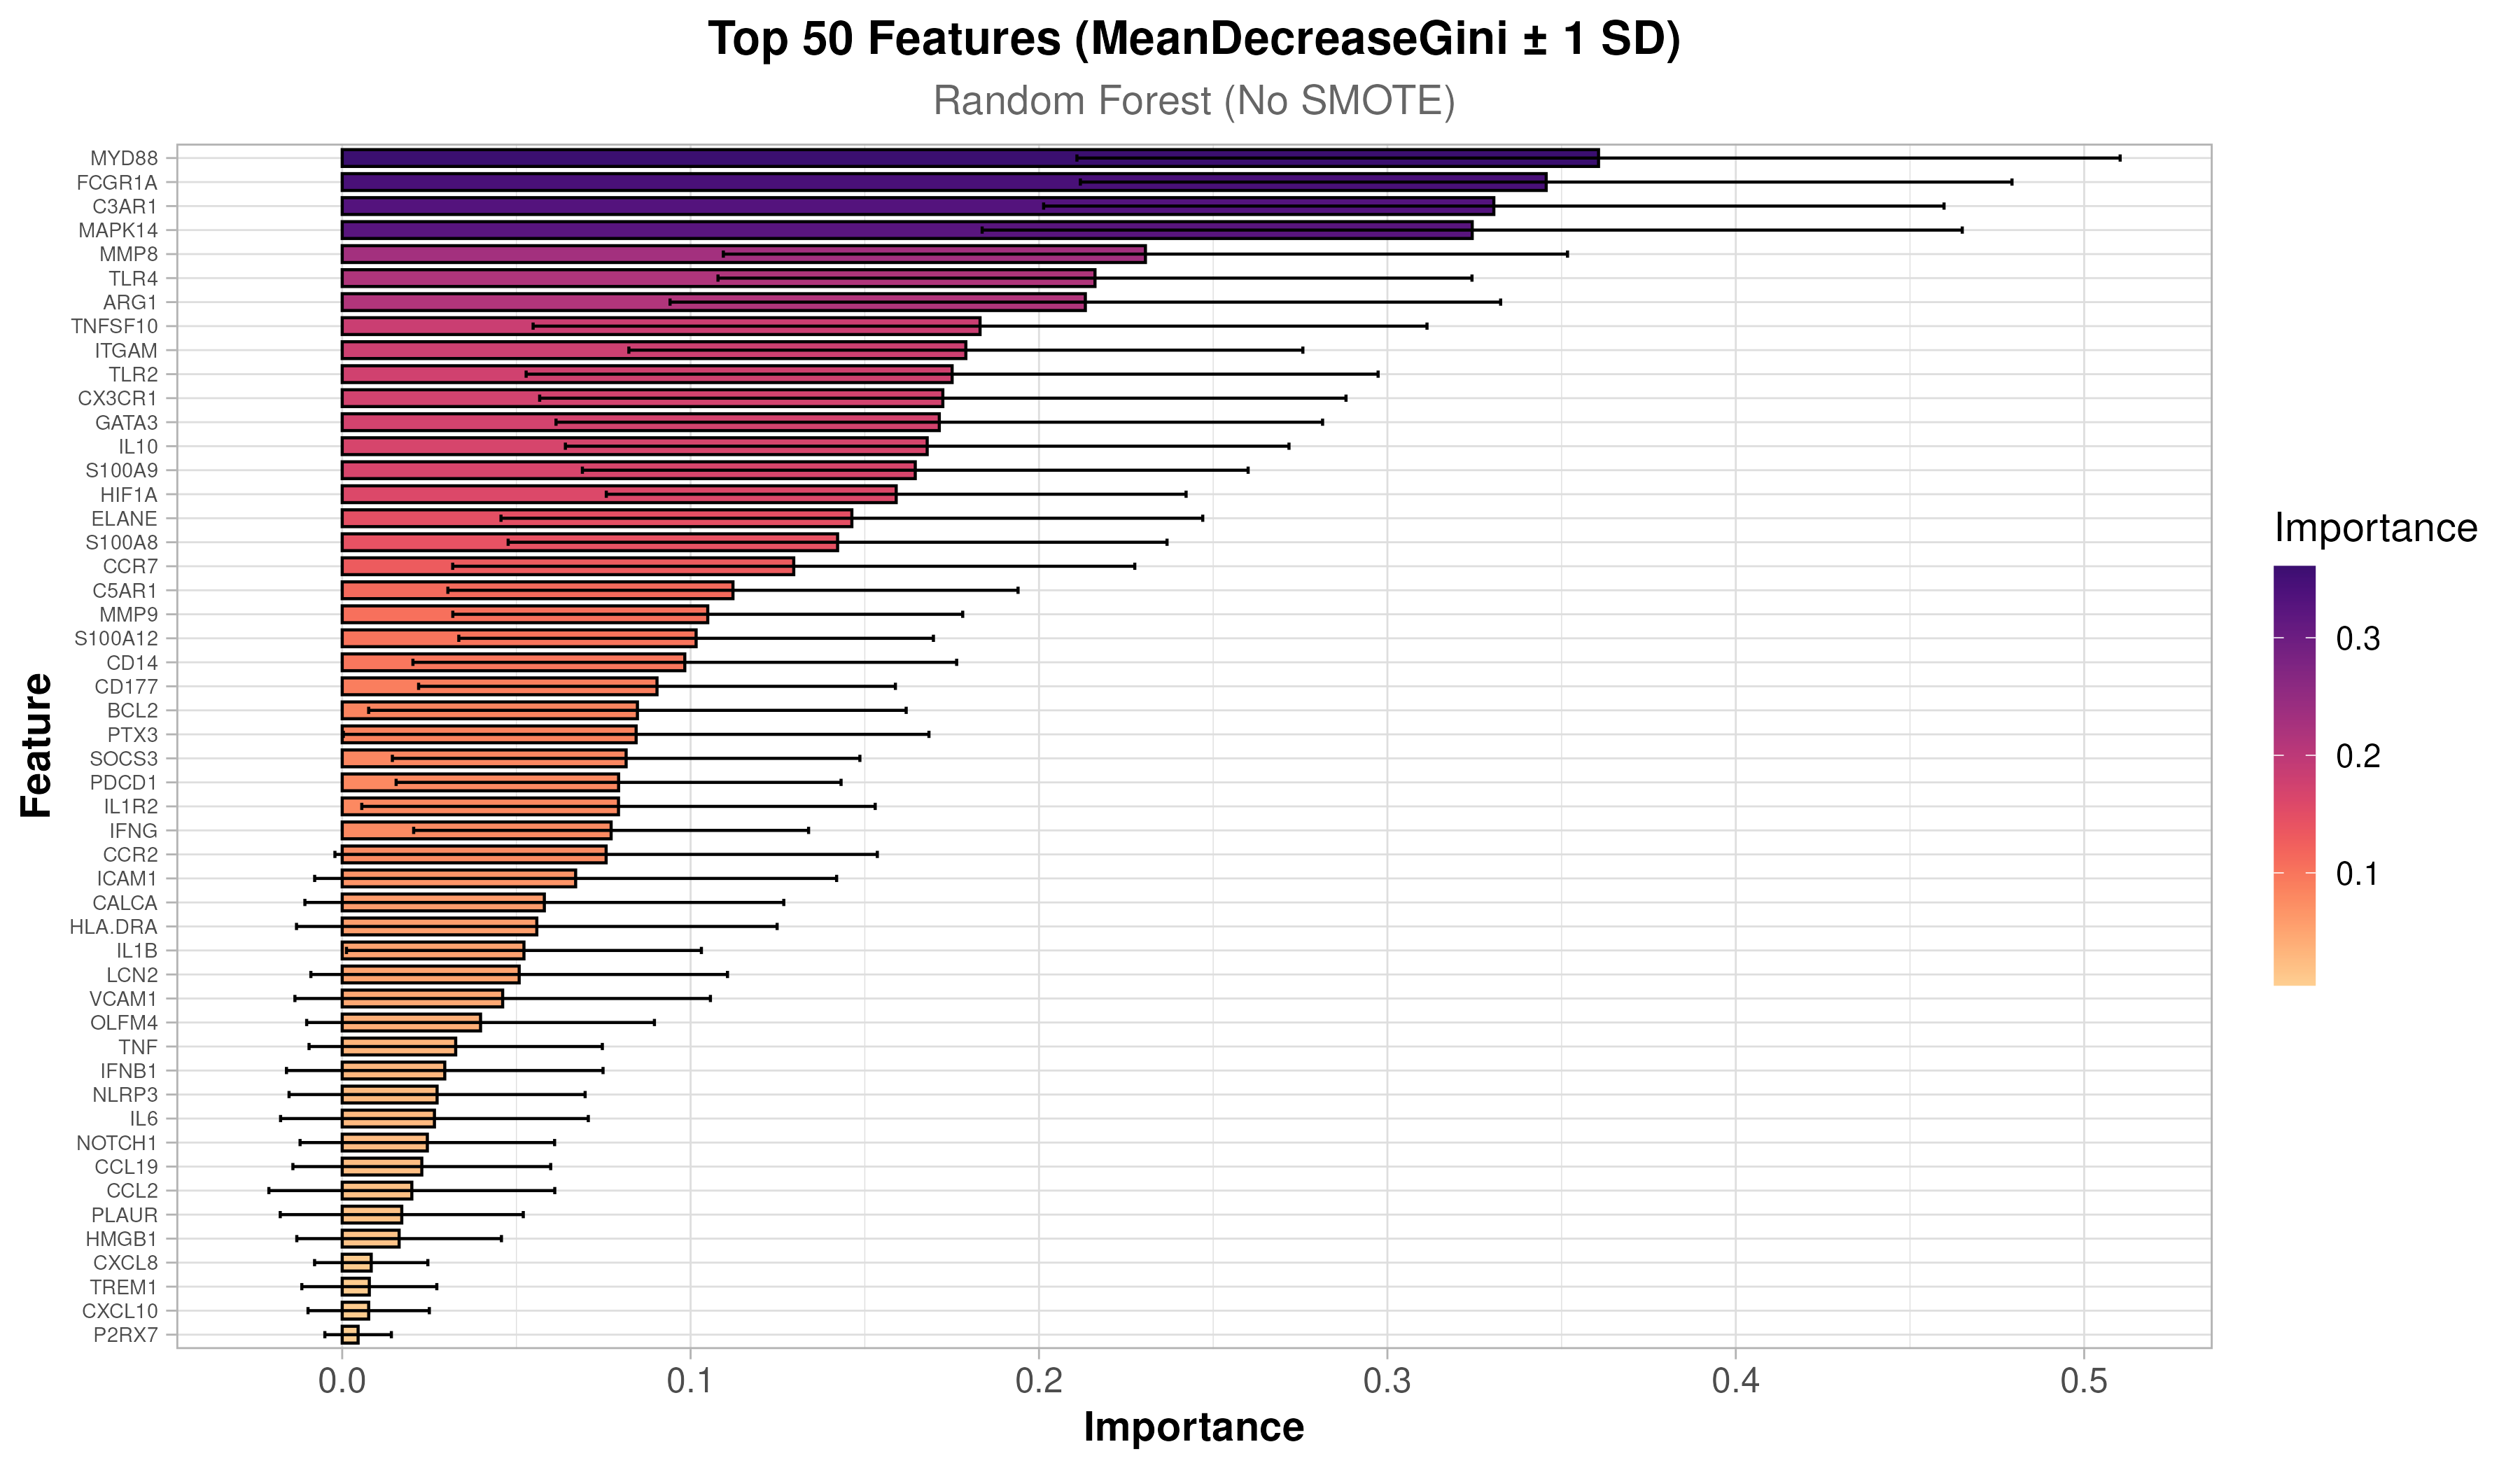 Top 50 Features (MeanDecreaseGini ± 1 SD)
Random Forest (No SMOTE)
Feature
MYD88
FCGR1A
C3AR1
MAPK14
MMP8
TLR4
ARG1
TNFSF10
ITGAM
TLR2
CX3CR1
GATA3
IL10
S100A9
HIF1A
ELANE
S100A8
CCR7
C5AR1
MMP9
S100A12
CD14
CD177
BCL2
PTX3
SOCS3
PDCD1
IL1R2
IFNG
CCR2
ICAM1
CALCA
HLA.DRA
IL1B
LCN2
VCAM1
OLFM4
TNF
IFNB1
NLRP3
IL6
NOTCH1
CCL19
CCL2
PLAUR
HMGB1
CXCL8
TREM1
CXCL10
P2RX7
0.0 0.1 0.2 0.3 0.4 0.5
Importance
Importance
0.3
0.2
0.1